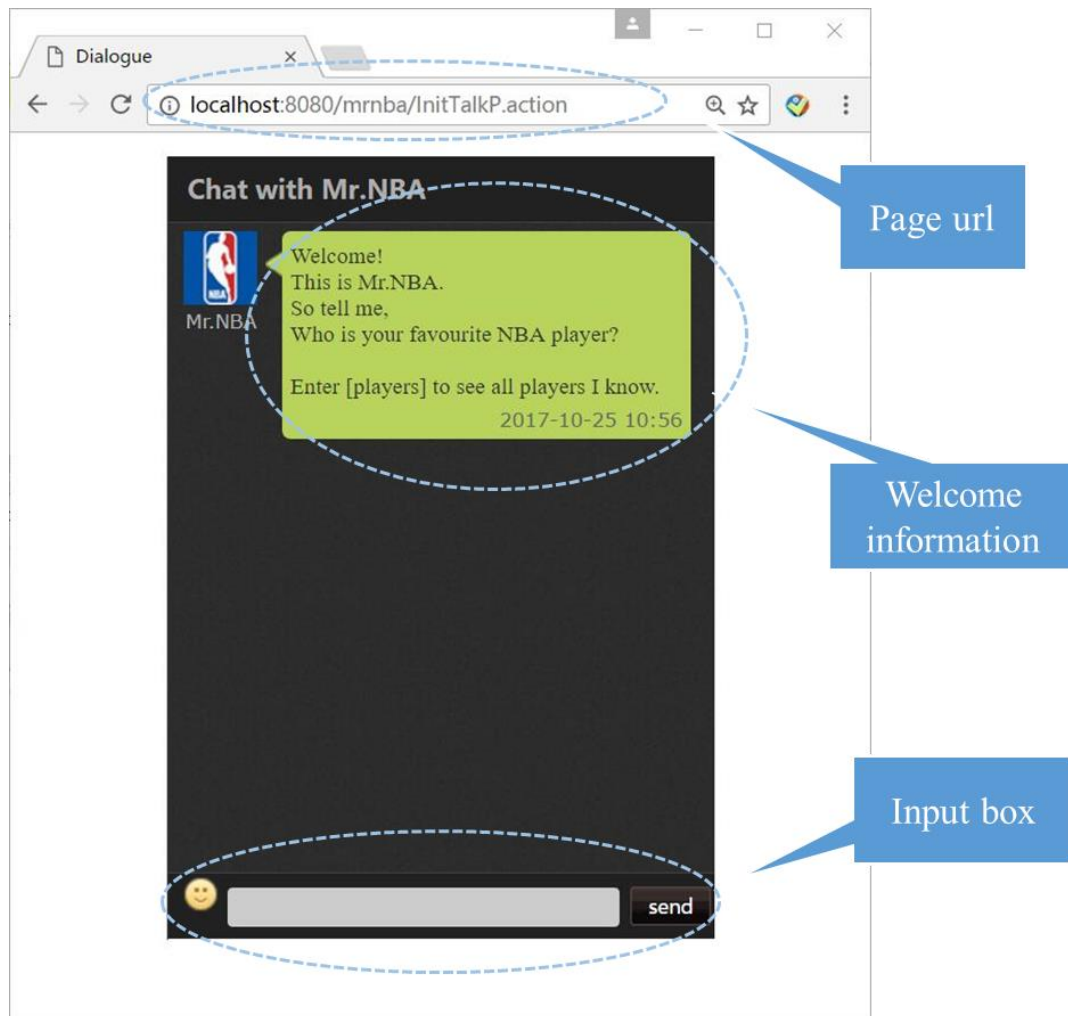 Dialogue
localhost:8080/mrnba/InitTalkP.action
Page url
Chat with Mr.NBA
Welcome!
This is Mr.NBA.
So tell me,
Who is your favourite NBA player?
Enter [players] to see all players I know.
2017-10-25 10:56
NBA
Mr.NBA
Welcome
information
Input box
send